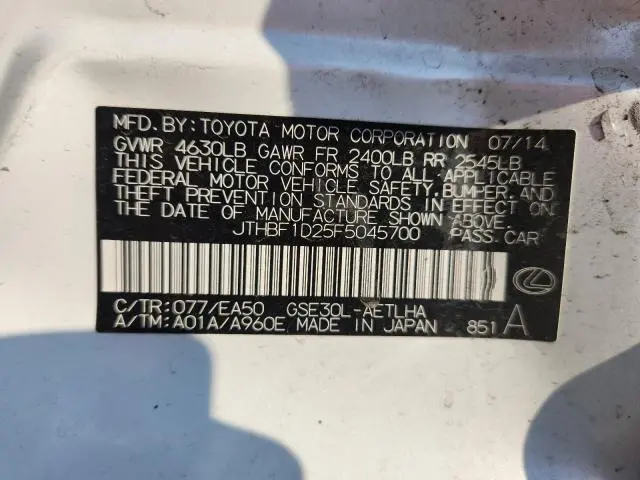 MFD. BY: TOYOTA MOTOR CORPORATION 07/14
GVWR 4630LB GAWR FR 2400LB RR 2545LB
THIS VEHICLE CONFORMS TO ALL APPLICABLE
FEDERAL MOTOR VEHICLE SAFETY, BUMPER, AND
THEFT PREVENTION STANDARDS IN EFFECT ON
THE DATE OF MANUFACTURE SHOWN ABOVE.
JTHBF1D25F5045700 PASS. CAR
C/TR: 077/EA50 GSE30L-AETLHA
A/TM: A01A/A960E MADE IN JAPAN 851 A